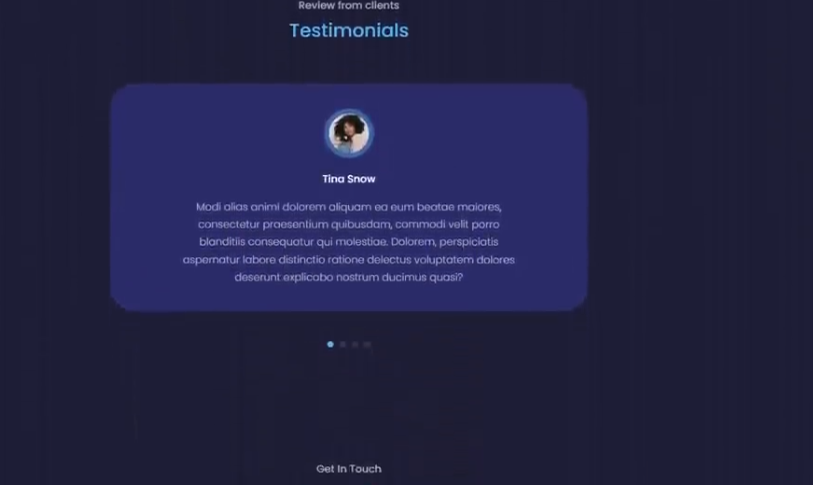 Review from clients
Testimonials
Tina Snow
Modi alias animi dolorem aliquam ea eum beatae maiores,
consectetur praesentium quibusdam, commodi velit porro
blanditiis consequatur qui molestiae. Dolorem, perspiciatis
aspernatur labore distinctio ratione delectus voluptatem dolores
deserunt explicabo nostrum ducimus quasi?
Get In Touch